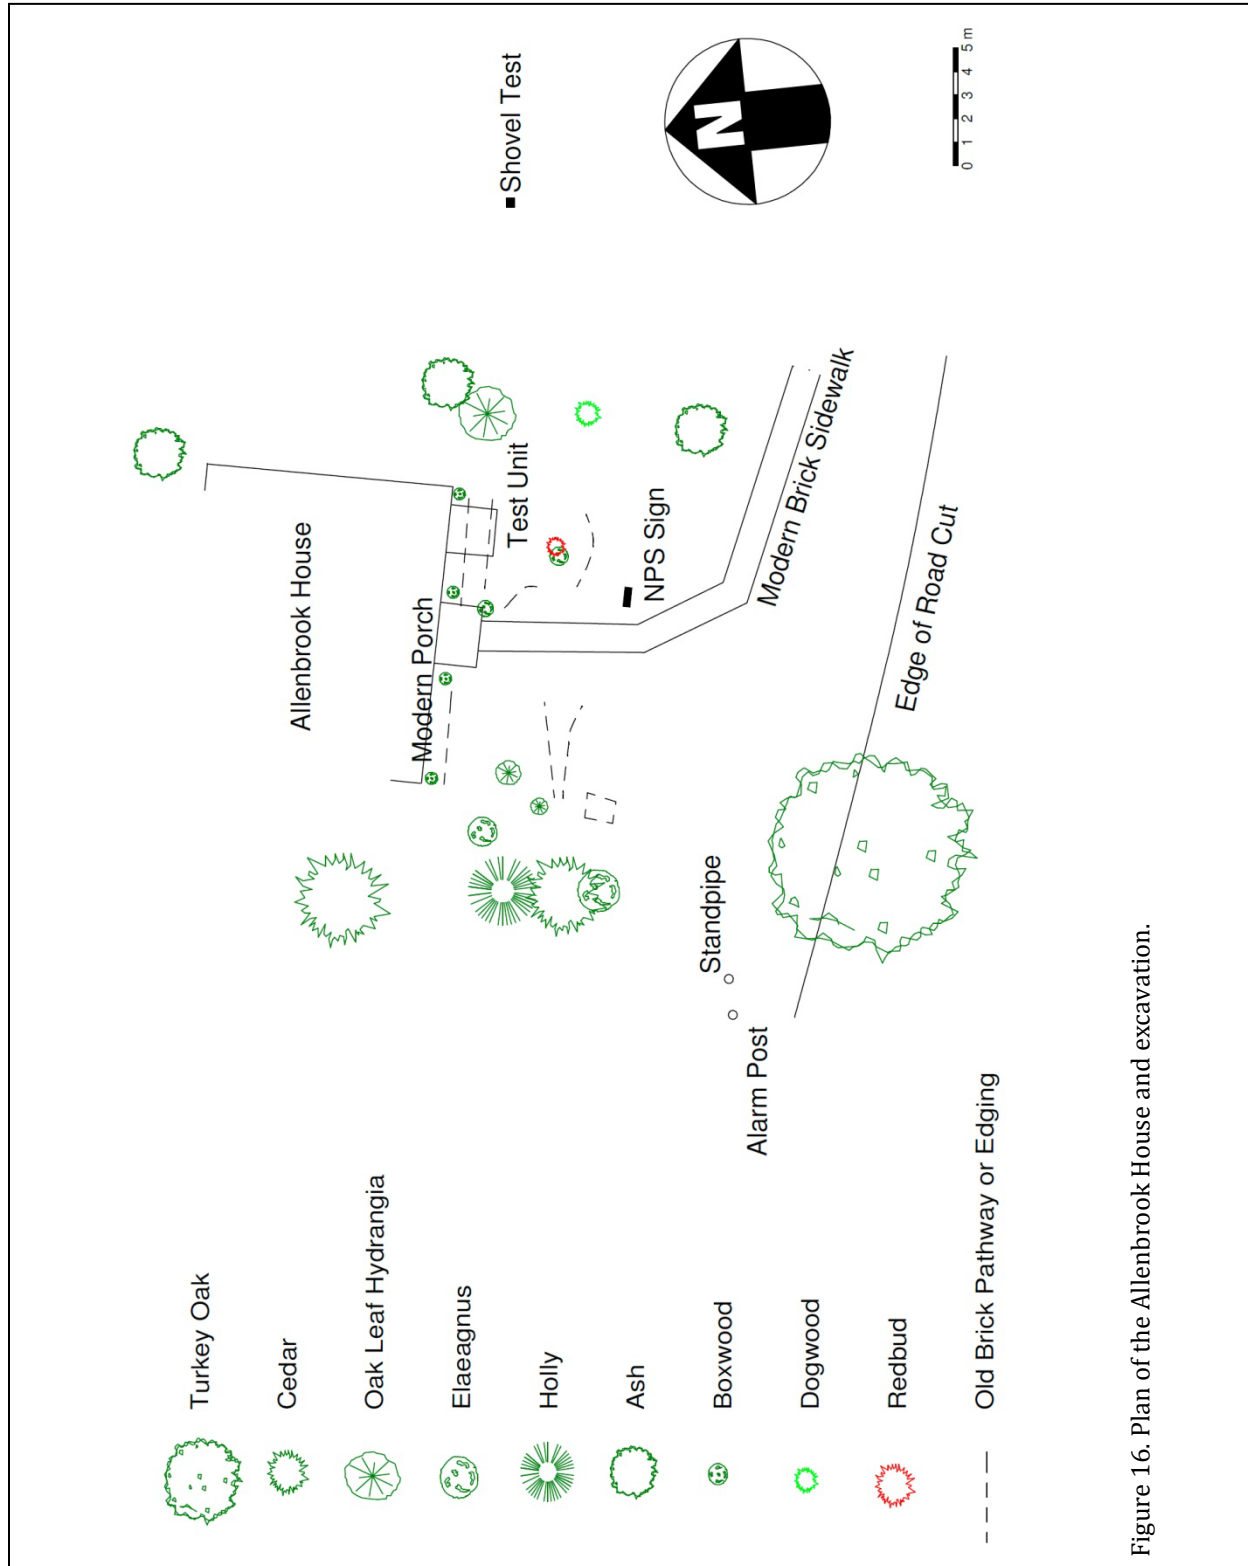 Turkey Oak
Cedar
Oak Leaf Hydrangia
Elaeagnus
Holly
Ash
Boxwood
Dogwood
Redbud
Old Brick Pathway or Edging
Allenbrook House
Modern Porch
Test Unit
NPS Sign
Modern Brick Sidewalk
Edge of Road Cut
Standpipe
Alarm Post
Shovel Test
N
0 1 2 3 4 5 m
Figure 16. Plan of the Allenbrook House and excavation.